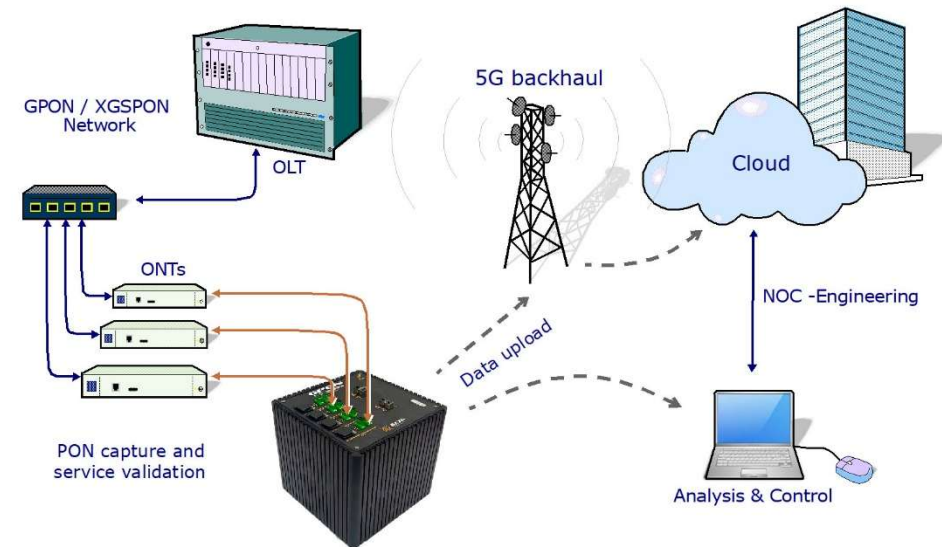 GPON / XGSPON
Network
OLT
5G backhaul
Cloud
ONTs
NOC -Engineering
Data upload
PON capture and
service validation
Analysis & Control